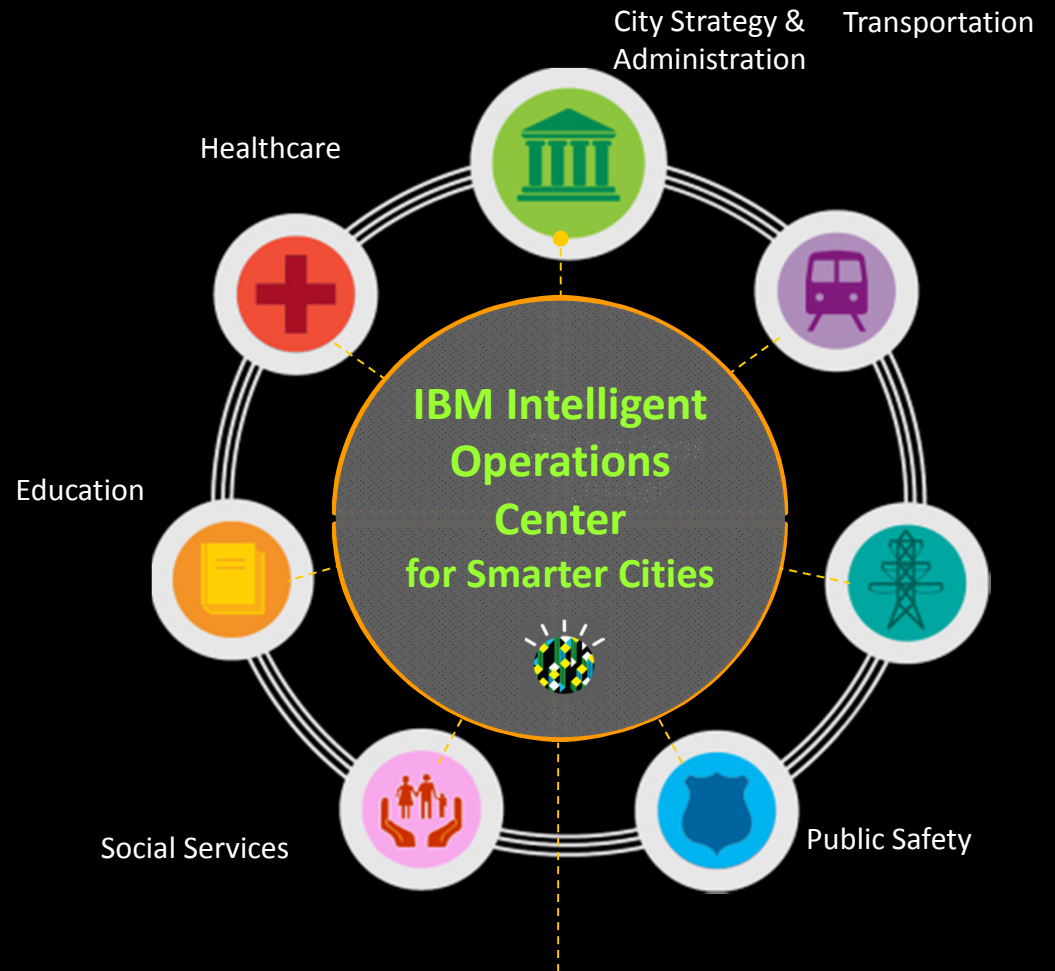 City Strategy &
Administration
Transportation
Healthcare
IBM Intelligent
Operations
Center
for Smarter Cities
Education
Social Services
Public Safety